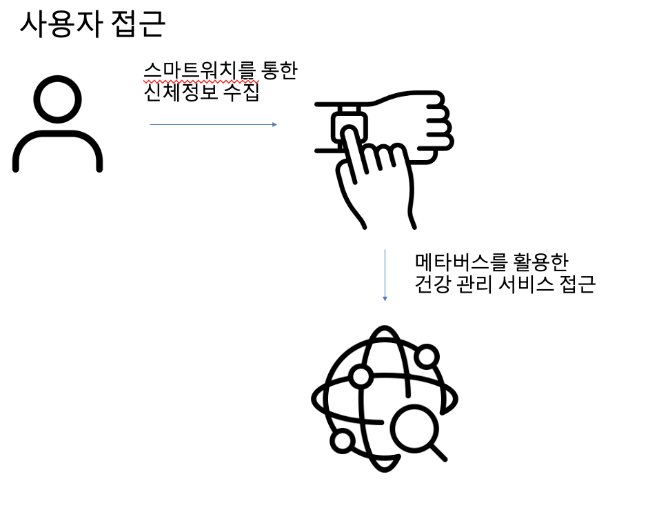 사용자 접근
스마트워치를 통한
신체정보 수집
메타버스를 활용한
건강 관리 서비스 접근